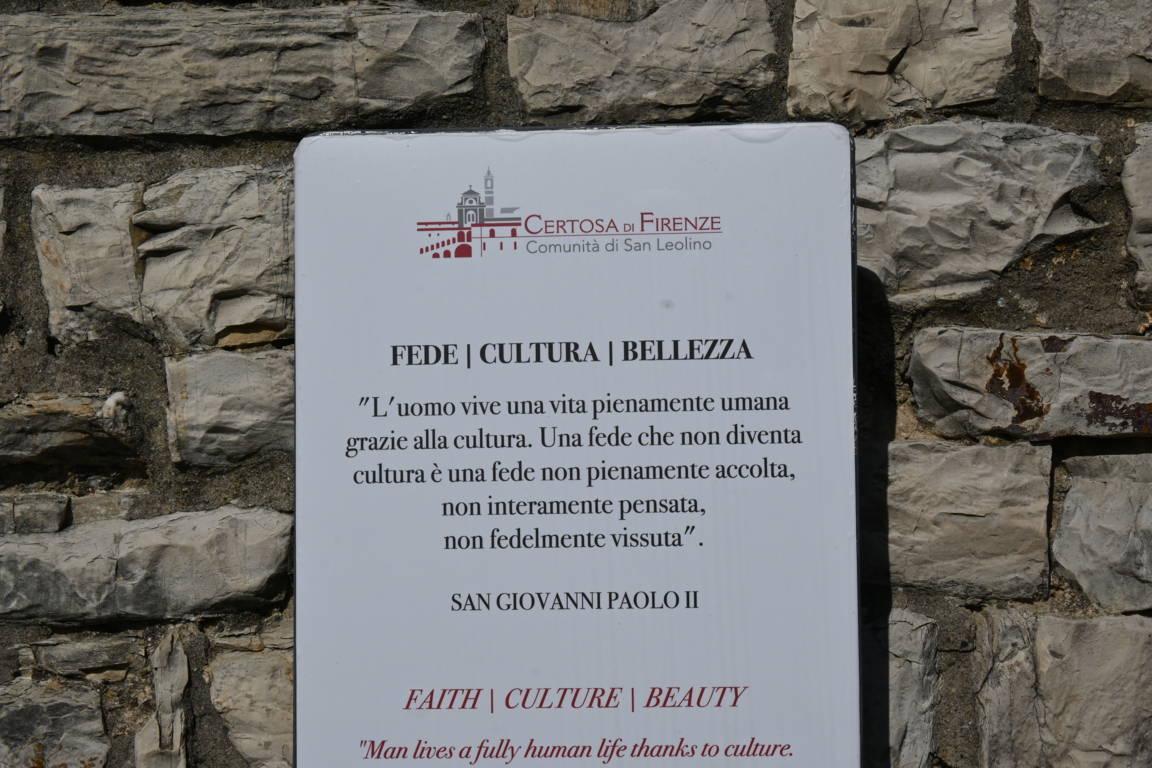 CERTOSA DI FIRENZE
Comunità di San Leolino
FEDE | CULTURA | BELLEZZA
"L'uomo vive una vita pienamente umana
grazie alla cultura. Una fede che non diventa
cultura è una fede non pienamente accolta,
non interamente pensata,
non fedelmente vissuta".
SAN GIOVANNI PAOLO II
FAITH | CULTURE | BEAUTY
"Man lives a fully human life thanks to culture.